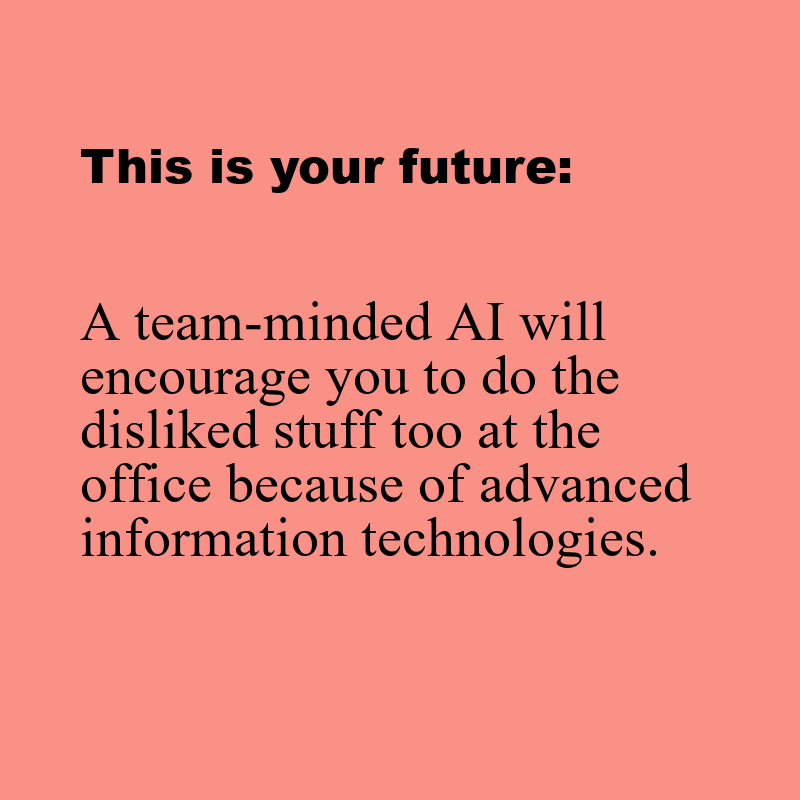 This is your future:
A team-minded AI will
encourage you to do the
disliked stuff too at the
office because of advanced
information technologies.